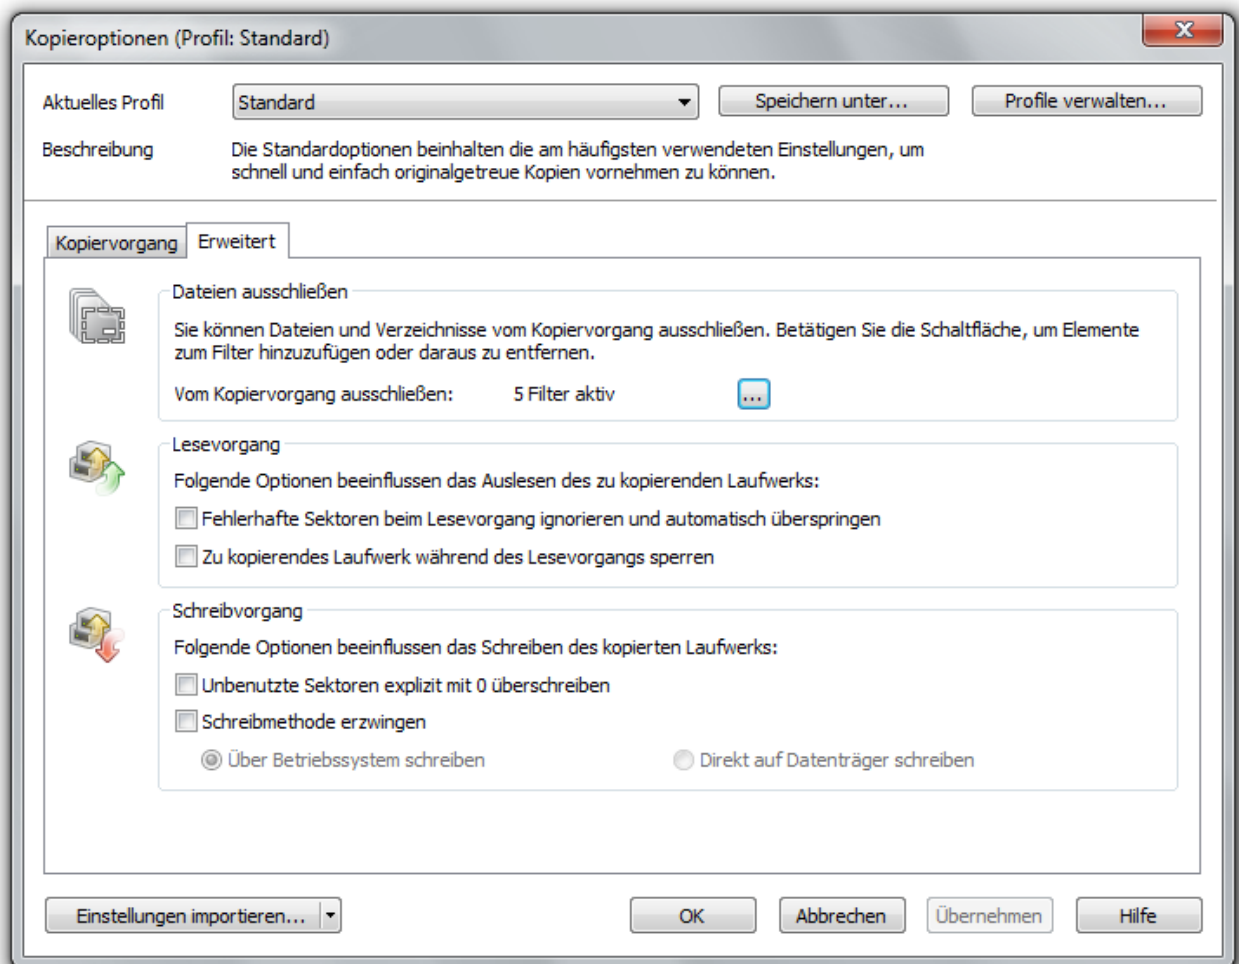 Kopieroptionen (Profil: Standard)
Aktuelles Profil Standard Speichern unter... Profile verwalten...
Beschreibung Die Standardoptionen beinhalten die am häufigsten verwendeten Einstellungen, um
schnell und einfach originalgetreue Kopien vornehmen zu können.
Kopiervorgang Erweitert
Dateien ausschließen
Sie können Dateien und Verzeichnisse vom Kopiervorgang ausschließen. Betätigen Sie die Schaltfläche, um Elemente
zum Filter hinzuzufügen oder daraus zu entfernen.
Vom Kopiervorgang ausschließen: 5 Filter aktiv ...
Lesevorgang
Folgende Optionen beeinflussen das Auslesen des zu kopierenden Laufwerks:
Fehlerhafte Sektoren beim Lesevorgang ignorieren und automatisch überspringen
Zu kopierendes Laufwerk während des Lesevorgangs sperren
Schreibvorgang
Folgende Optionen beeinflussen das Schreiben des kopierten Laufwerks:
Unbenutzte Sektoren explizit mit 0 überschreiben
Schreibmethode erzwingen
Über Betriebssystem schreiben Direkt auf Datenträger schreiben
Einstellungen importieren... OK Abbrechen Übernehmen Hilfe